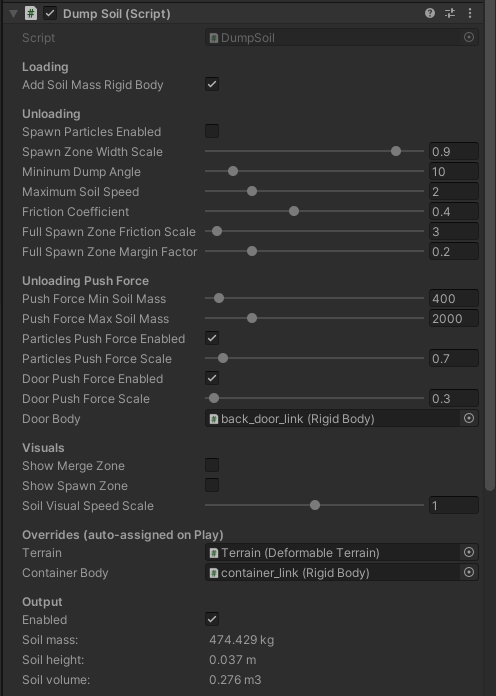 Dump Soil (Script)
Script DumpSoil
Loading
Add Soil Mass Rigid Body
Unloading
Spawn Particles Enabled
Spawn Zone Width Scale 0.9
Mininum Dump Angle 10
Maximum Soil Speed 2
Friction Coefficient 0.4
Full Spawn Zone Friction Scale 3
Full Spawn Zone Margin Factor 0.2
Unloading Push Force
Push Force Min Soil Mass 400
Push Force Max Soil Mass 2000
Particles Push Force Enabled
Particles Push Force Scale 0.7
Door Push Force Enabled
Door Push Force Scale 0.3
Door Body back_door_link (Rigid Body)
Visuals
Show Merge Zone
Show Spawn Zone
Soil Visual Speed Scale 1
Overrides (auto-assigned on Play)
Terrain Terrain (Deformable Terrain)
Container Body container_link (Rigid Body)
Output
Enabled
Soil mass: 474.429 kg
Soil height: 0.037 m
Soil volume: 0.276 m3